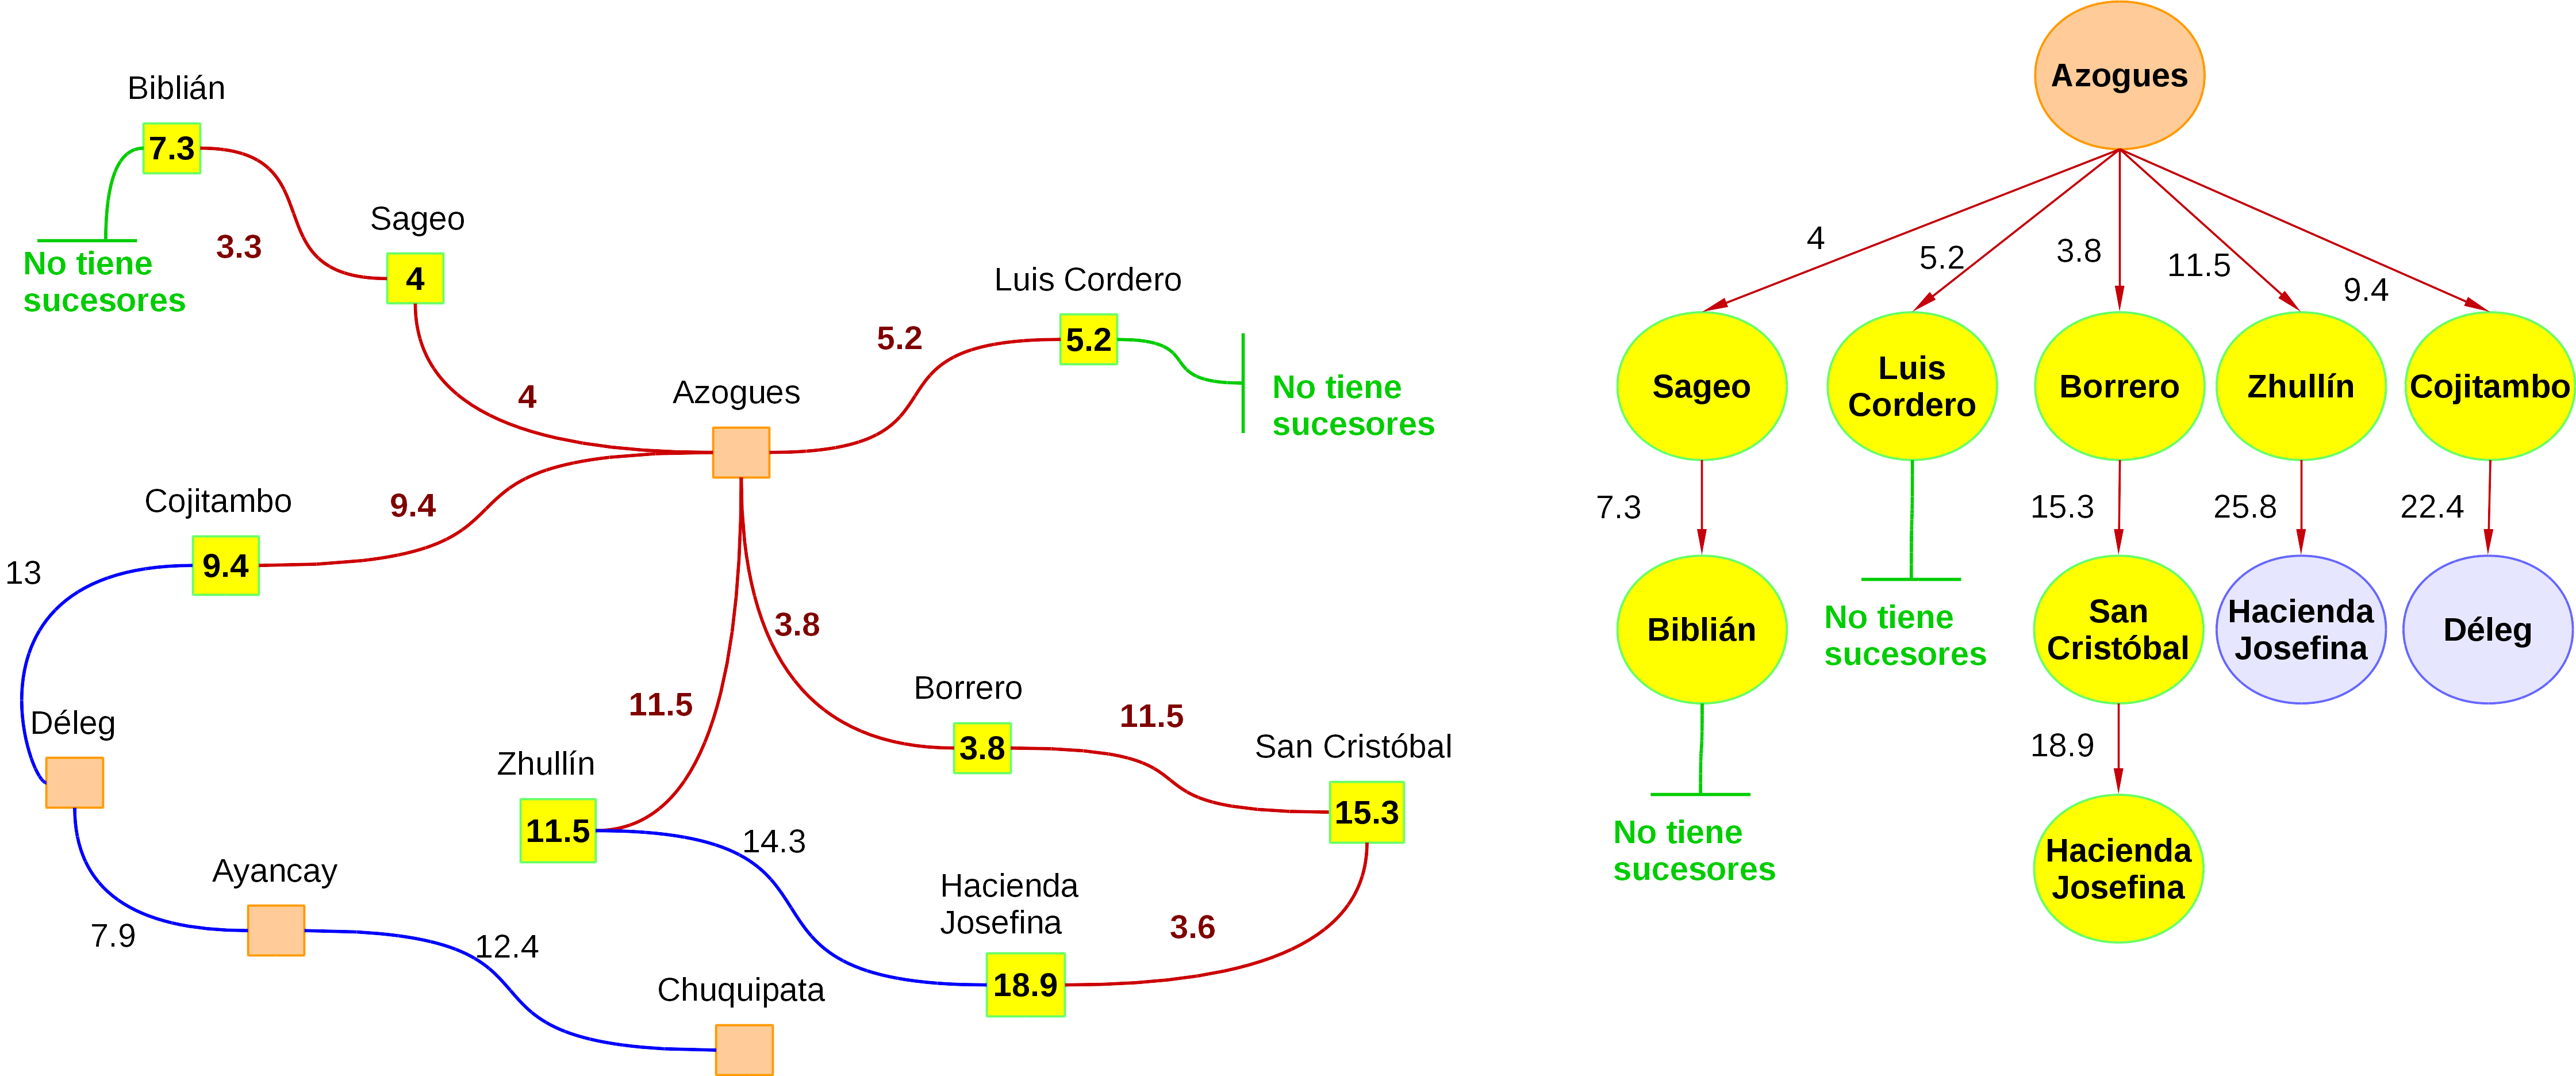 Biblián
7.3
3.3
No tiene
sucesores
Sageo
4
4
Luis Cordero
5.2
5.2
No tiene
sucesores
Azogues
Cojitambo
9.4
9.4
13
Déleg
3.8
11.5
Borrero
3.8
11.5
San Cristóbal
15.3
Zhullín
11.5
14.3
Hacienda
Josefina
18.9
3.6
Ayancay
7.9
12.4
Chuquipata
Azogues
4
5.2
3.8
11.5
9.4
Sageo
Luis
Cordero
Borrero
Zhullín
Cojitambo
7.3
15.3
25.8
22.4
Biblián
No tiene
sucesores
San
Cristóbal
Hacienda
Josefina
Déleg
18.9
No tiene
sucesores
Hacienda
Josefina